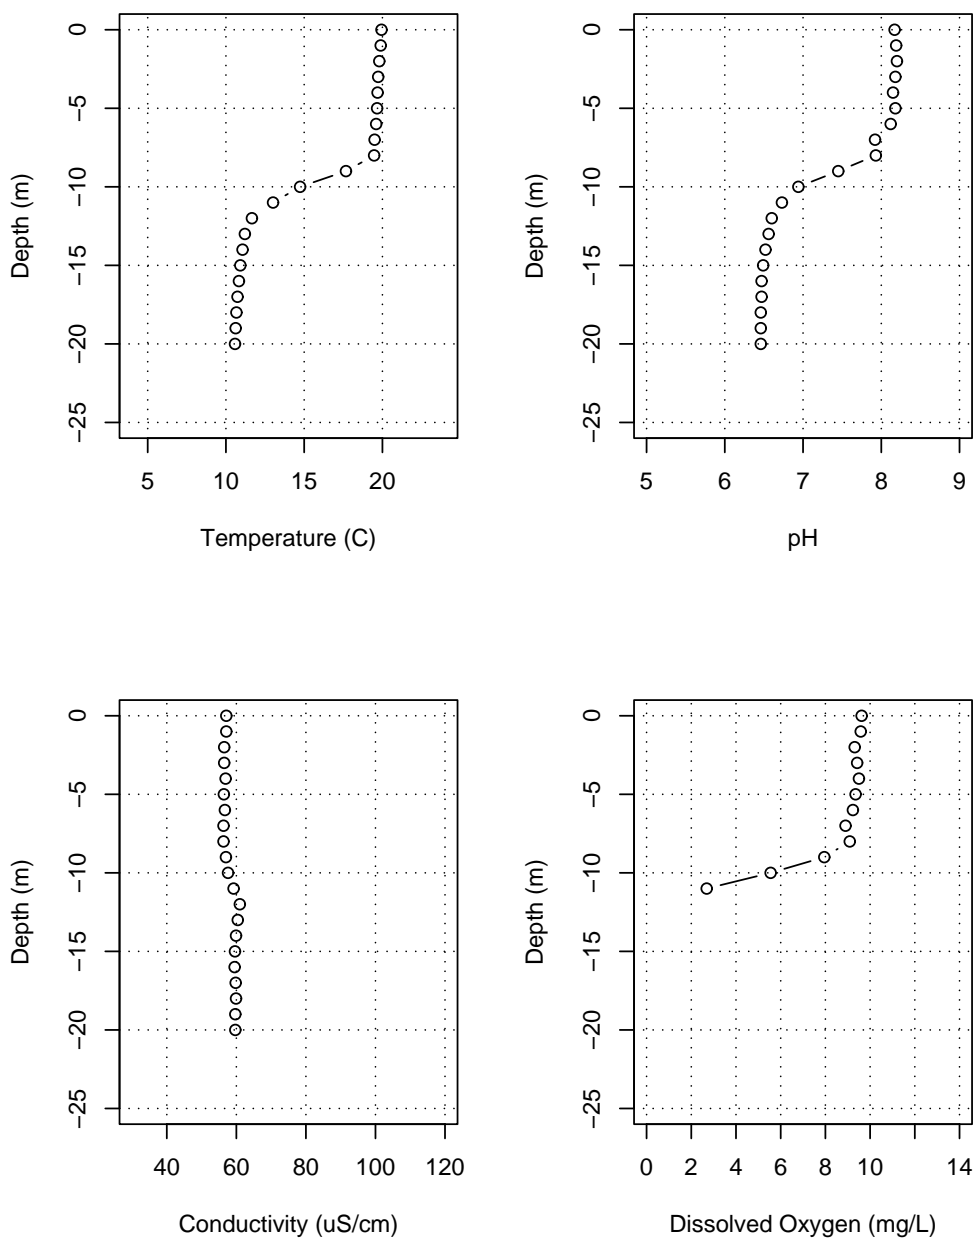 0
−5
−10
−15
−20
−25
Depth (m)
5 10 15 20
Temperature (C)
0
−5
−10
−15
−20
−25
Depth (m)
5 6 7 8 9
pH
0
−5
−10
−15
−20
−25
Depth (m)
40 60 80 100 120
Conductivity (uS/cm)
0
−5
−10
−15
−20
−25
Depth (m)
0 2 4 6 8 10 14
Dissolved Oxygen (mg/L)